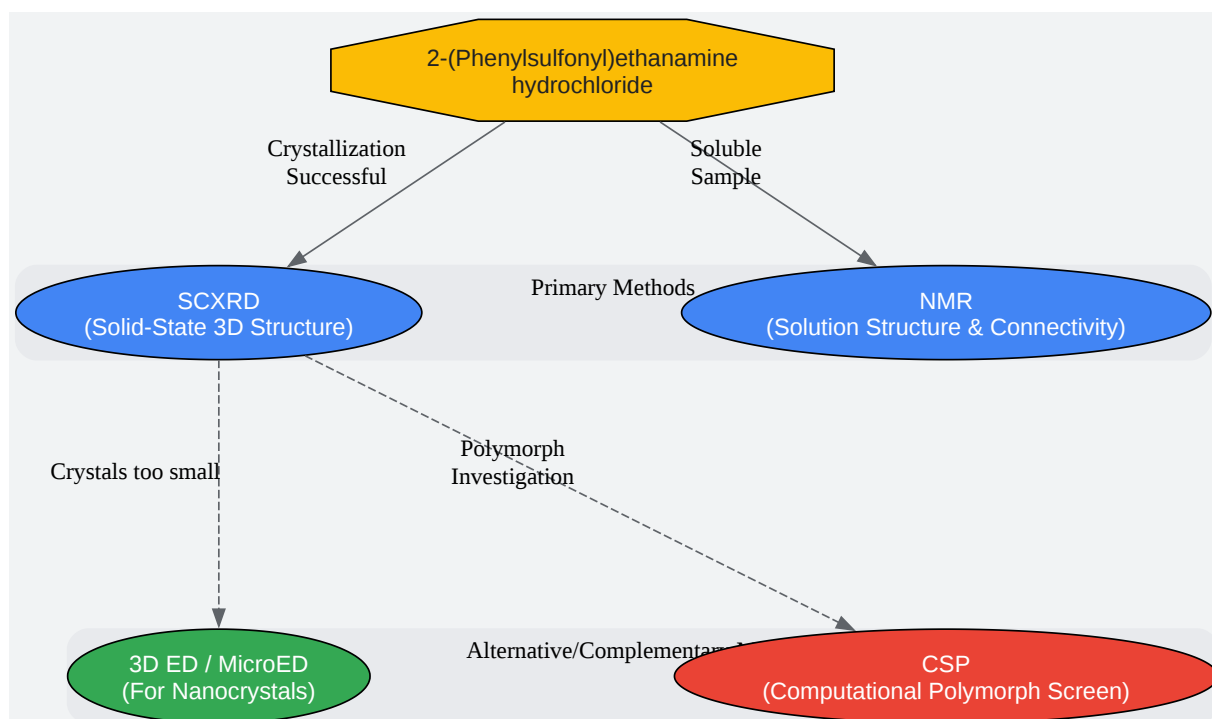 2-(Phenylsulfonyl)ethanamine
hydrochloride
Crystallization
Successful
Soluble
Sample
Primary Methods
SCXRD
(Solid-State 3D Structure)
NMR
(Solution Structure & Connectivity)
Crystals too small
Polymorph
Investigation
Alternative/Complementary
3D ED / MicroED
(For Nanocrystals)
CSP
(Computational Polymorph Screen)